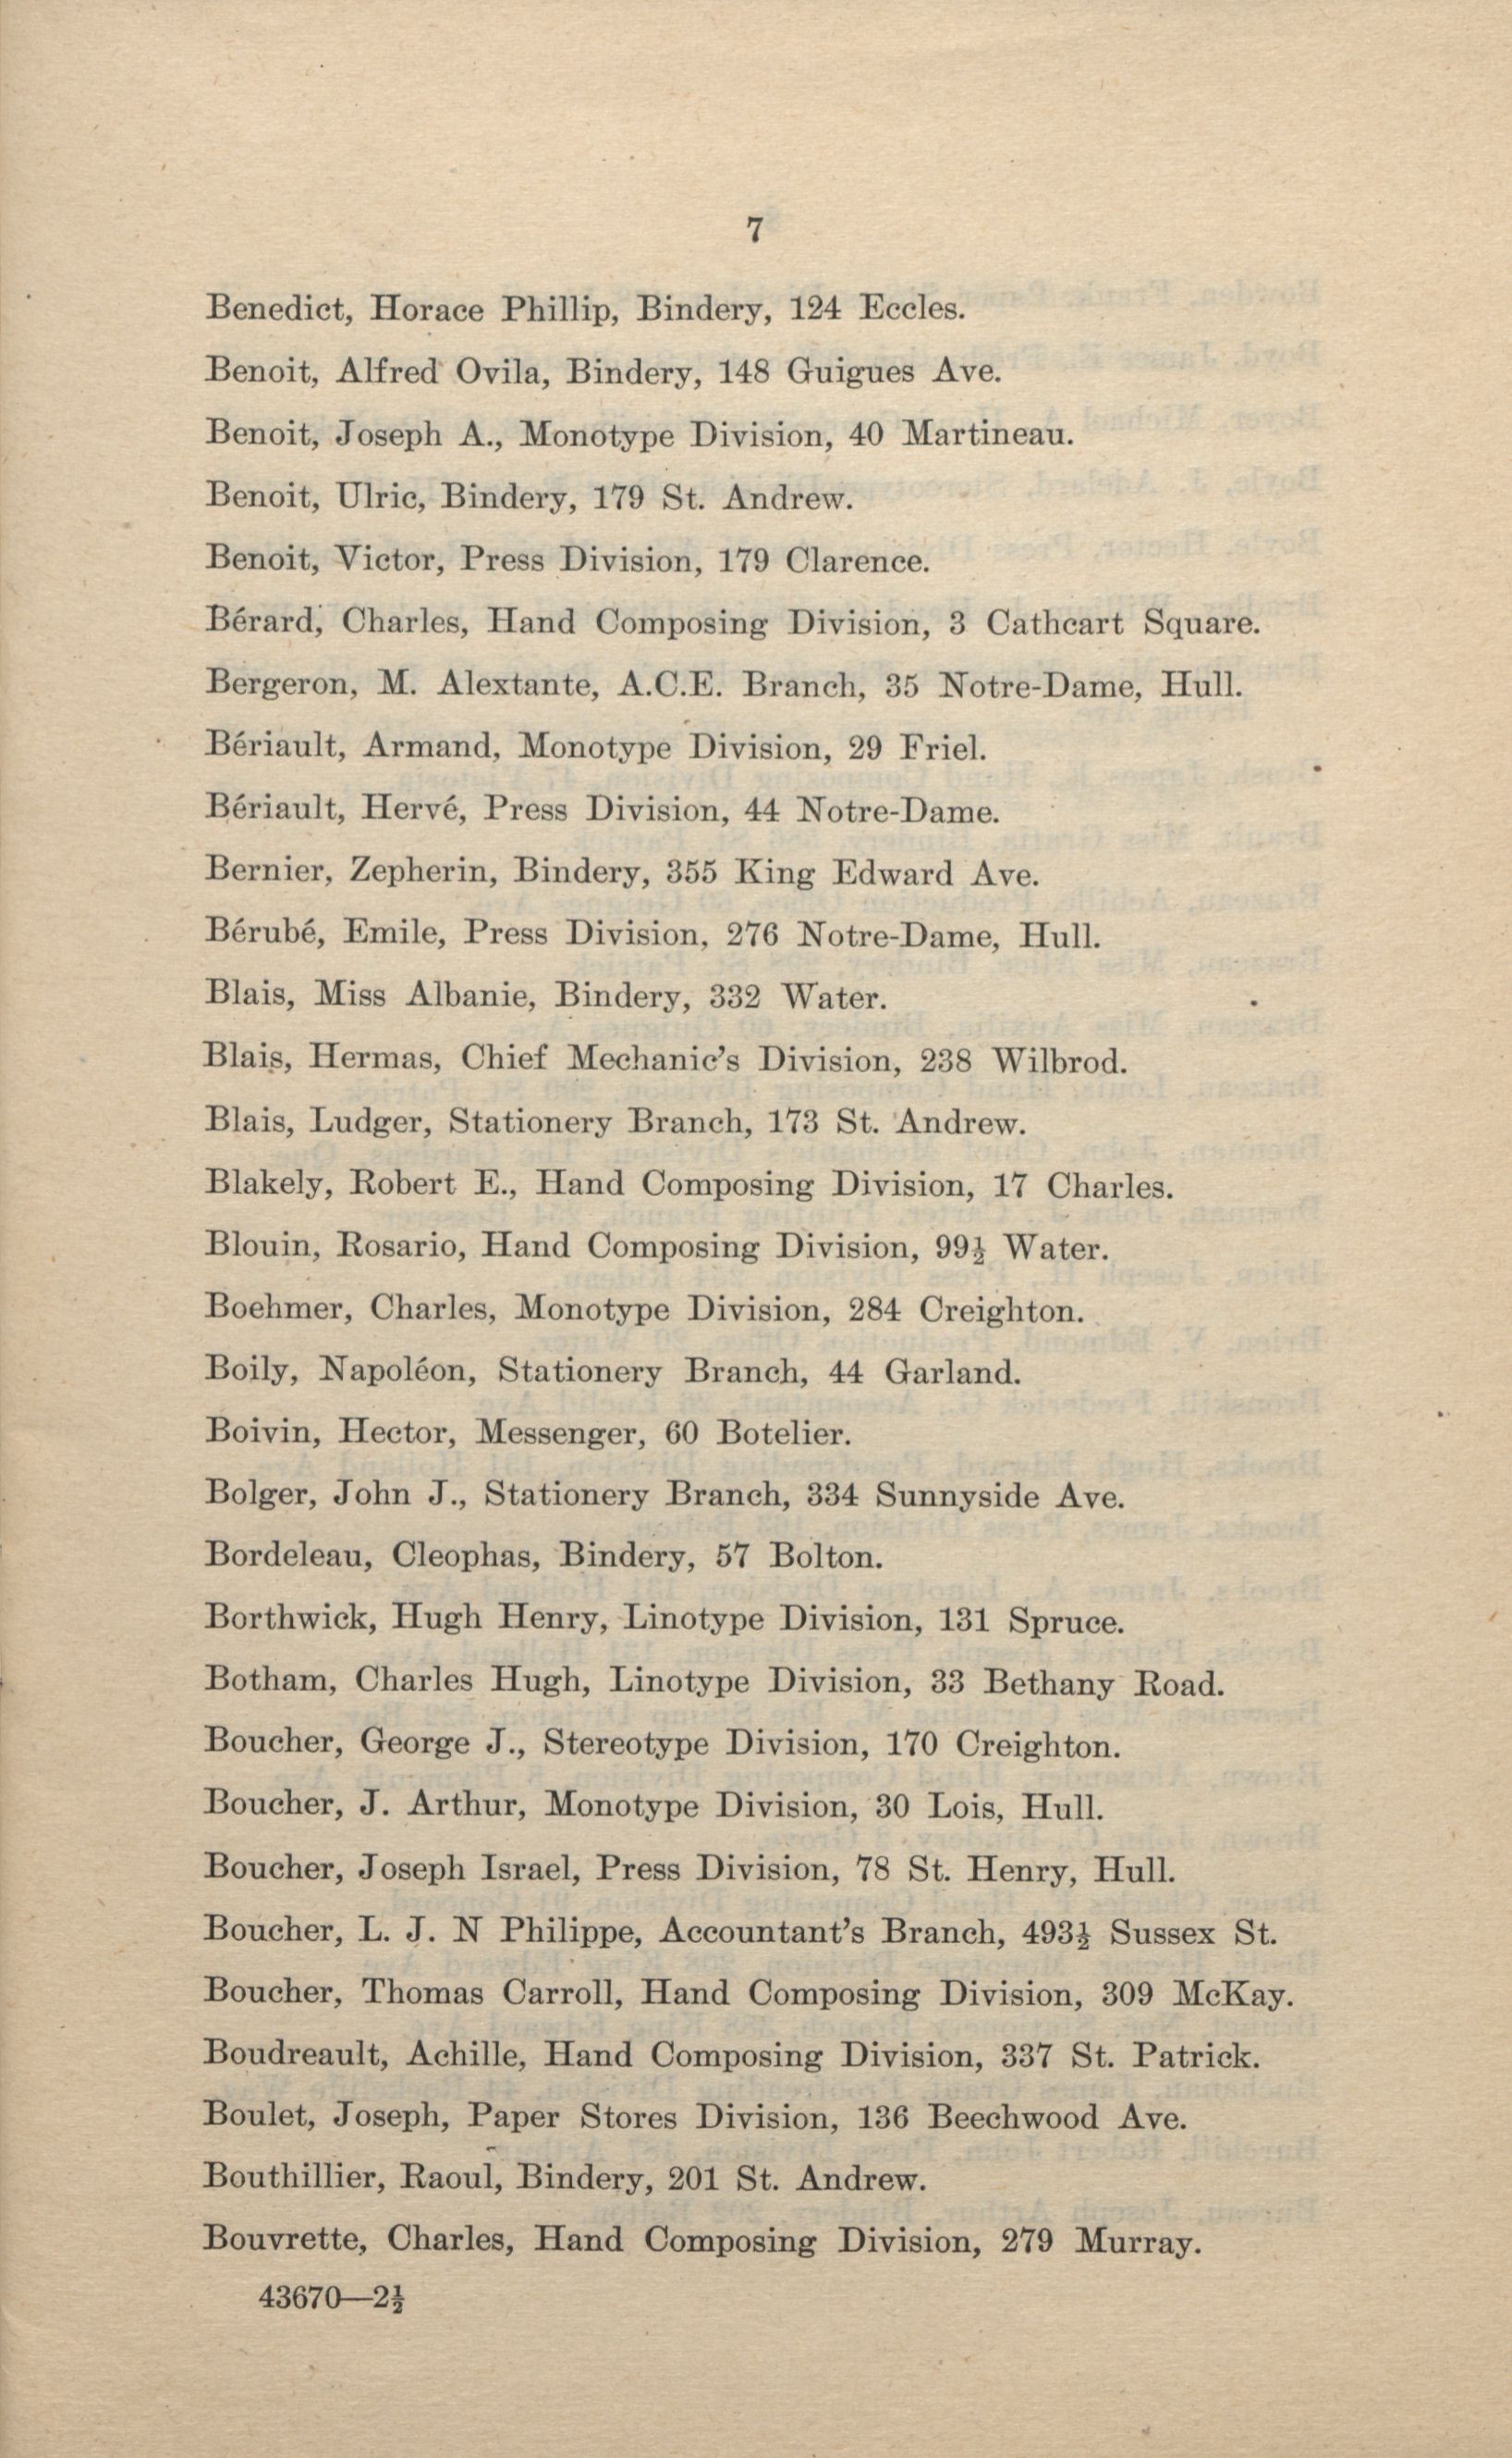 7
Benedict, Horace Phillip, Bindery, 124 Eccles.
Benoit, Alfred Ovila, Bindery, 148 Guigues Ave.
Benoit, Joseph A., Monotype Division, 40 Martineau.
Benoit, Ulric, Bindery, 179 St. Andrew.
Benoit, Victor, Press Division, 179 Clarence.
Bérard, Charles, Hand Composing Division, 3 Cathcart Square.
Bergeron, M. Alextante, A.C.E. Branch, 35 Notre-Dame, Hull.
Bériault, Armand, Monotype Division, 29 Friel.
Bériault, Hervé, Press Division, 44 Notre-Dame.
Bernier, Zepherin, Bindery, 355 King Edward Ave.
Bérubé, Emile, Press Division, 276 Notre-Dame, Hull.
Blais, Miss Albanie, Bindery, 332 Water.
Blais, Hermas, Chief Mechanic's Division, 238 Wilbrod.
Blais, Ludger, Stationery Branch, 173 St. Andrew.
Blakely, Robert E., Hand Composing Division, 17 Charles.
Blouin, Rosario, Hand Composing Division, 99½ Water.
Boehmer, Charles, Monotype Division, 284 Creighton.
Boily, Napoléon, Stationery Branch, 44 Garland.
Boivin, Hector, Messenger, 60 Botelier.
Bolger, John J., Stationery Branch, 334 Sunnyside Ave.
Bordeleau, Cleophas, Bindery, 57 Bolton.
Borthwick, Hugh Henry, Linotype Division, 131 Spruce.
Botham, Charles Hugh, Linotype Division, 33 Bethany Road.
Boucher, George J., Stereotype Division, 170 Creighton.
Boucher, J. Arthur, Monotype Division, 30 Lois, Hull.
Boucher, Joseph Israel, Press Division, 78 St. Henry, Hull.
Boucher, L. J. N Philippe, Accountant's Branch, 493½ Sussex St.
Boucher, Thomas Carroll, Hand Composing Division, 309 McKay.
Boudreault, Achille, Hand Composing Division, 337 St. Patrick.
Boulet, Joseph, Paper Stores Division, 136 Beechwood Ave.
Bouthillier, Raoul, Bindery, 201 St. Andrew.
Bouvrette, Charles, Hand Composing Division, 279 Murray.
43670—2½